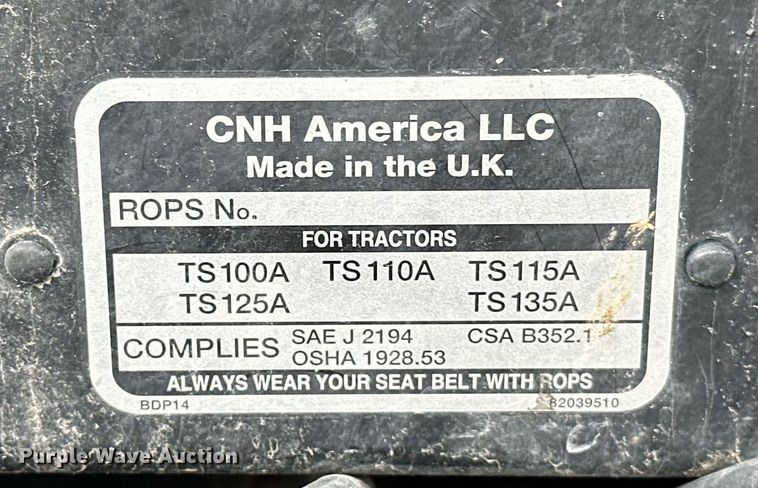 CNH America LLC
Made in the U.K.
ROPS No.
FOR TRACTORS
TS100A TS110A TS115A
TS125A TS135A
COMPLIES SAE J 2194 CSA B352.1
OSHA 1928.53
ALWAYS WEAR YOUR SEAT BELT WITH ROPS
BDP14 82039510
Purple Wave Auction